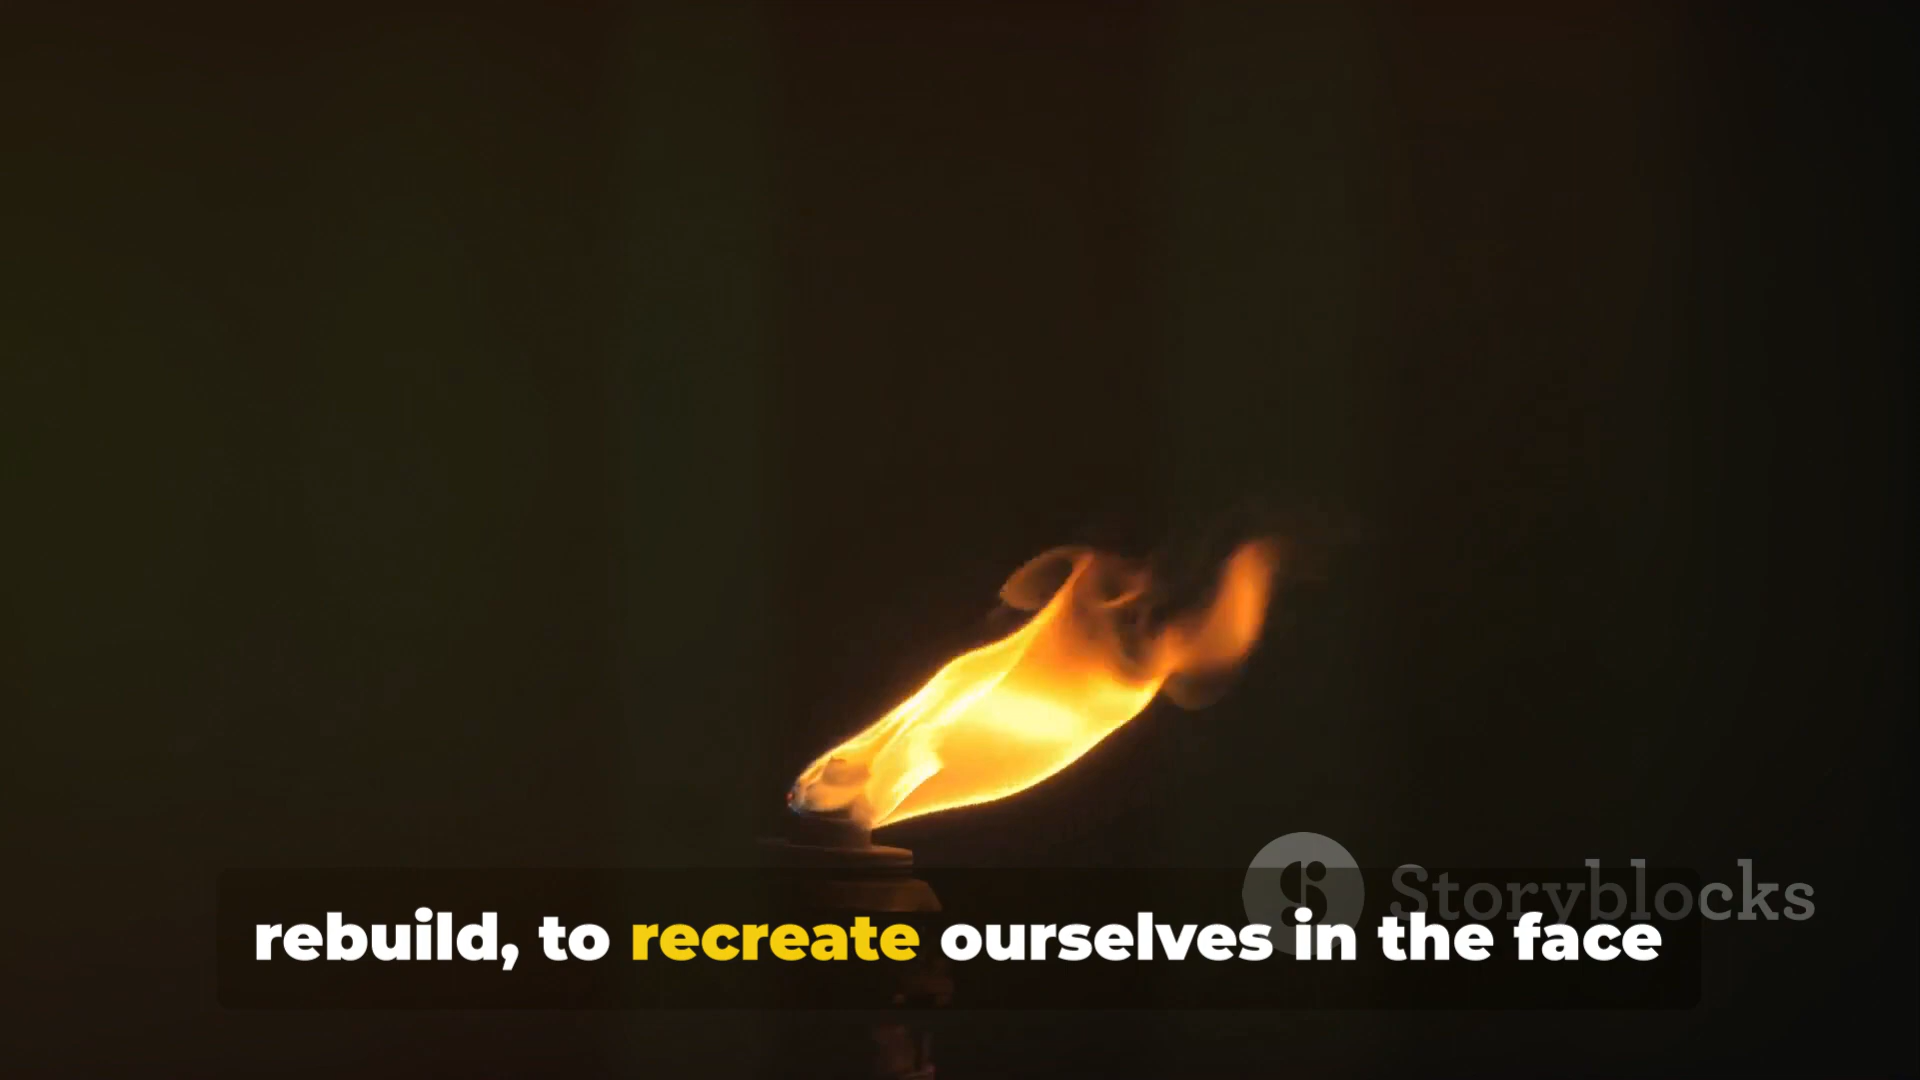 Storyblocks
rebuild, to recreate ourselves in the face